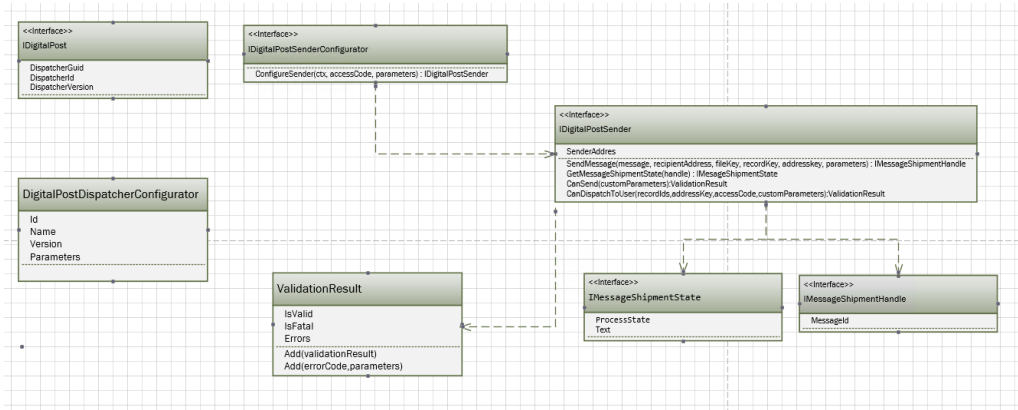 <<Interface>>
IDigitalPost
DispatcherGuid
DispatcherId
DispatcherVersion
<<Interface>>
IDigitalPostSenderConfigurator
ConfigureSender(ctx, accessCode, parameters) : IDigitalPostSender
<<Interface>>
IDigitalPostSender
SenderAddres
SendMessage(message, recipientAddress, fileKey, recordKey, addresskey, parameters) : IMessageShipmentHandle
GetMessageShipmentState(handle) : IMesageShipmentState
CanSend(customParameters):ValidationResult
CanDispatchToUser(recordIds,addressKey,accessCode,customParameters):ValidationResult
DigitalPostDispatcherConfigurator
Id
Name
Version
Parameters
ValidationResult
IsValid
IsFatal
Errors
Add(validationResult)
Add(errorCode,parameters)
<<Interface>>
IMessageShipmentState
ProcessState
Text
<<Interface>>
IMessageShipmentHandle
MessageId